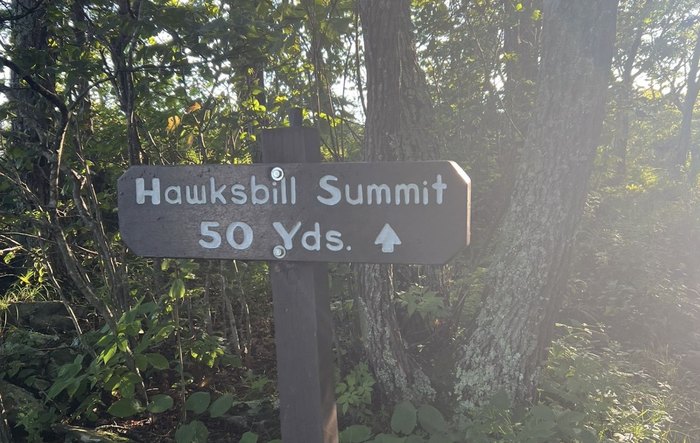 Hawksbill Summit
50 Yds. ↑